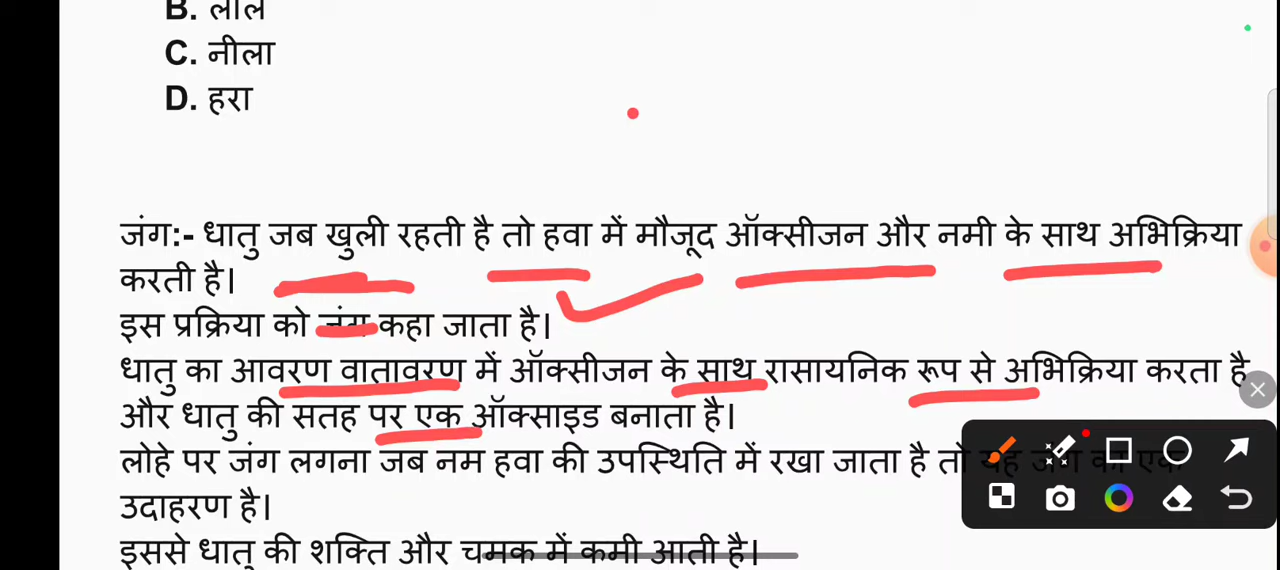 B. लाल
C. नीला
D. हरा
जंग:- धातु जब खुली रहती है तो हवा में मौजूद ऑक्सीजन और नमी के साथ अभिक्रिया
करती है।
इस प्रक्रिया को जंग कहा जाता है।
धातु का आवरण वातावरण में ऑक्सीजन के साथ रासायनिक रूप से अभिक्रिया करता है
और धातु की सतह पर एक ऑक्साइड बनाता है।
लोहे पर जंग लगना जब नम हवा की उपस्थिति में रखा जाता है तो यह जंग का एक
उदाहरण है।
इससे धातु की शक्ति और चमक में कमी आती है।